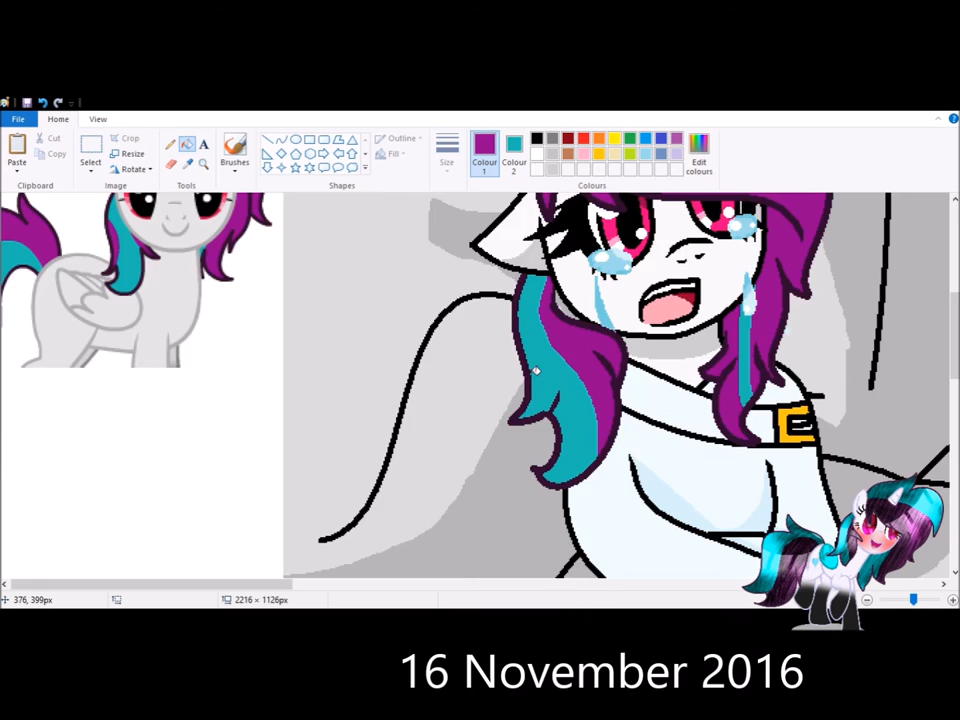 File Home View
Cut Crop Outline
Copy Resize Fill
Paste Select Rotate Brushes Size Colour 1 Colour 2 Edit colours
A
Clipboard Image Tools Shapes Colours
376, 399px 2216 × 1126px
16 November 2016